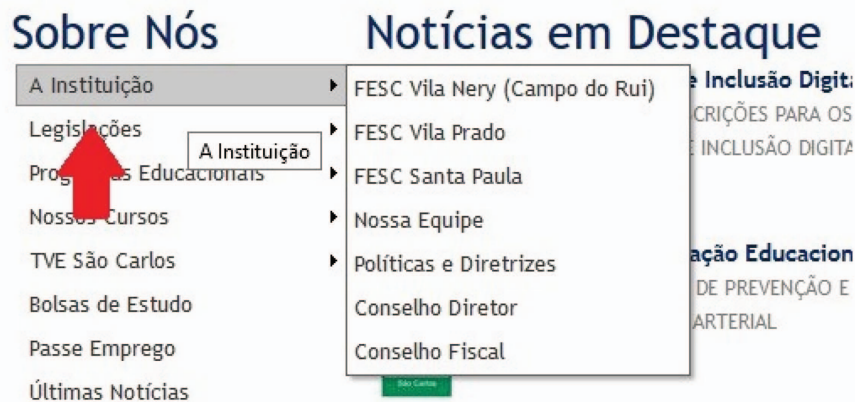 Sobre Nós
A Instituição
Legislações
A Instituição
Educacionais
Nossos Cursos
TVE São Carlos
Bolsas de Estudo
Passe Emprego
Últimas Notícias
FESC Vila Nery (Campo do Rui)
FESC Vila Prado
FESC Santa Paula
Nossa Equipe
Políticas e Diretrizes
Conselho Diretor
Conselho Fiscal
Notícias em Destaque
e Inclusão Digit
CRIÇÕES PARA OS
E INCLUSÃO DIGITA
ação Educacion
DE PREVENÇÃO E
ARTERIAL
São Carlos